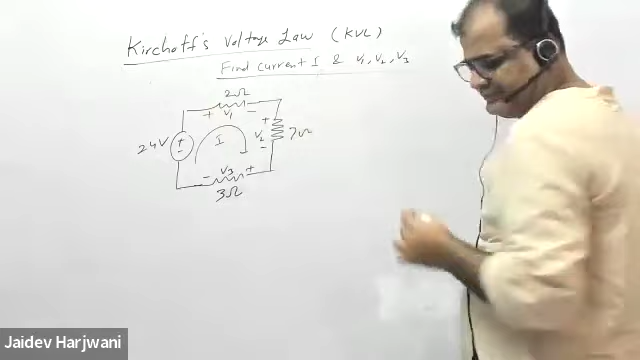 Kirchoff's Voltage Law (KVL)
Find current I & V1, V2, V3
2Ω
+ V1 -
24V
+
-
I
+
V2
-
7Ω
- V3 +
3Ω
Jaidev Harjwani